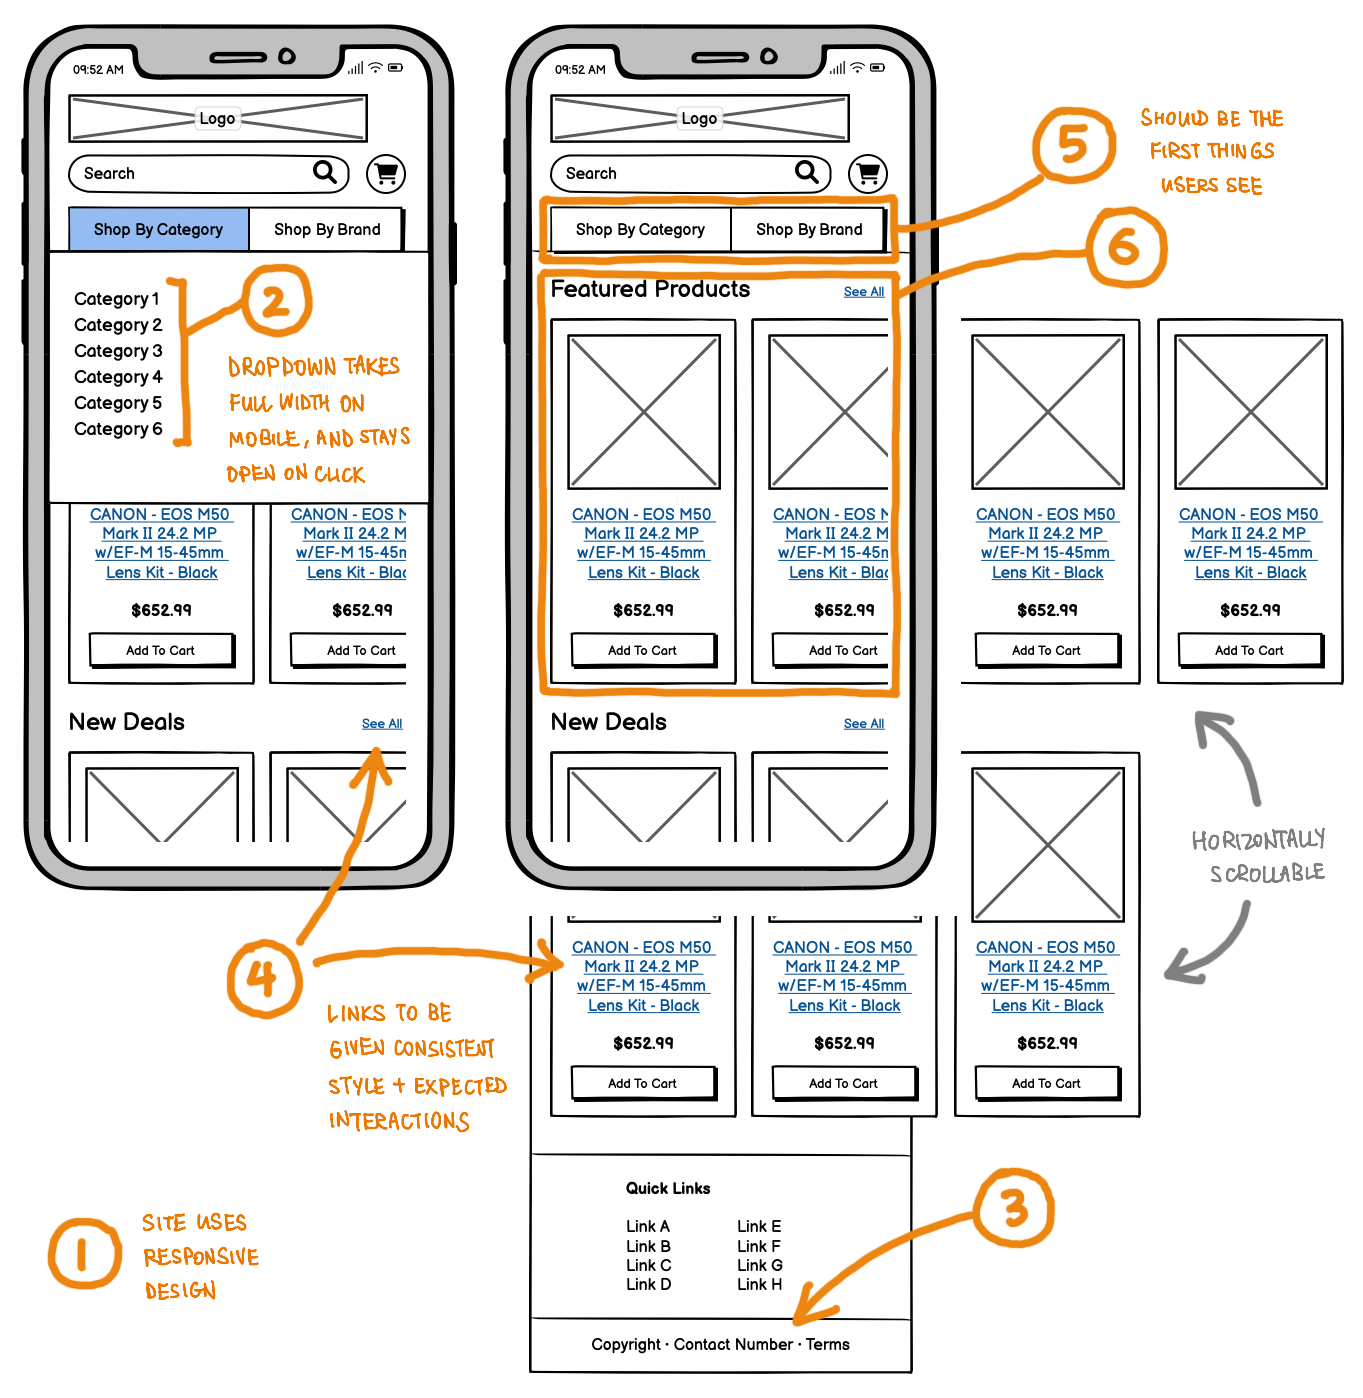 09:52 AM
Logo
Search
Shop By Category
Shop By Brand
Category 1
Category 2
Category 3
Category 4
Category 5
Category 6
2
DROPDOWN TAKES
FULL WIDTH ON
MOBILE, AND STAYS
OPEN ON CLICK
CANON - EOS M50
Mark II 24.2 MP
w/EF-M 15-45mm
Lens Kit - Black
$652.99
Add To Cart
CANON - EOS M
Mark II 24.2 M
w/EF-M 15-45
Lens Kit - Bla
$652.99
Add To Cart
New Deals
See All
09:52 AM
Logo
Search
Shop By Category
Shop By Brand
5
SHOULD BE THE
FIRST THINGS
USERS SEE
6
Featured Products
See All
CANON - EOS M50
Mark II 24.2 MP
w/EF-M 15-45mm
Lens Kit - Black
$652.99
Add To Cart
CANON - EOS M
Mark II 24.2 M
w/EF-M 15-45
Lens Kit - Bla
$652.99
Add To Cart
CANON - EOS M50
Mark II 24.2 MP
w/EF-M 15-45mm
Lens Kit - Black
$652.99
Add To Cart
CANON - EOS M50
Mark II 24.2 MP
w/EF-M 15-45mm
Lens Kit - Black
$652.99
Add To Cart
New Deals
See All
HORIZONTALLY
SCROLLABLE
4
LINKS TO BE
GIVEN CONSISTENT
STYLE + EXPECTED
INTERACTIONS
CANON - EOS M50
Mark II 24.2 MP
w/EF-M 15-45mm
Lens Kit - Black
$652.99
Add To Cart
CANON - EOS M50
Mark II 24.2 MP
w/EF-M 15-45mm
Lens Kit - Black
$652.99
Add To Cart
CANON - EOS M50
Mark II 24.2 MP
w/EF-M 15-45mm
Lens Kit - Black
$652.99
Add To Cart
1
SITE USES
RESPONSIVE
DESIGN
Quick Links
Link A
Link B
Link C
Link D
Link E
Link F
Link G
Link H
3
Copyright · Contact Number · Terms